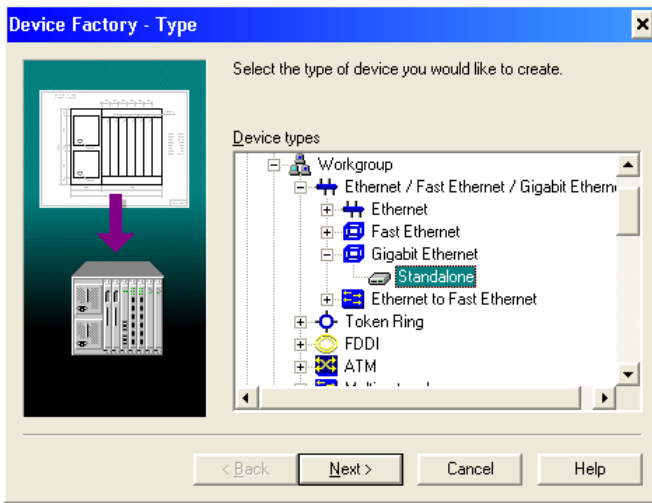 Device Factory - Type
Select the type of device you would like to create.
Device types
Workgroup
Ethernet / Fast Ethernet / Gigabit Ethern
Ethernet
Fast Ethernet
Gigabit Ethernet
Standalone
Ethernet to Fast Ethernet
Token Ring
FDDI
ATM
< Back
Next >
Cancel
Help